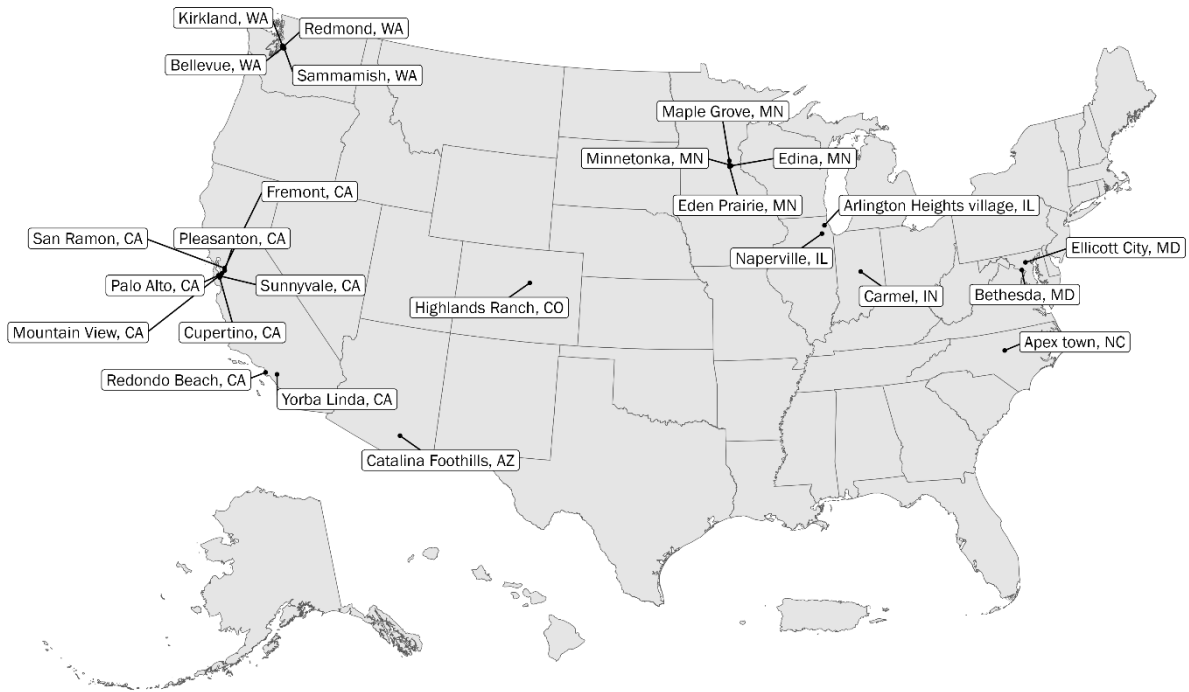 Kirkland, WA
Redmond, WA
Bellevue, WA
Sammamish, WA
Maple Grove, MN
Minnetonka, MN
Edina, MN
Eden Prairie, MN
Fremont, CA
Arlington Heights village, IL
San Ramon, CA
Pleasanton, CA
Ellicott City, MD
Naperville, IL
Palo Alto, CA
Sunnyvale, CA
Carmel, IN
Bethesda, MD
Highlands Ranch, CO
Mountain View, CA
Cupertino, CA
Apex town, NC
Redondo Beach, CA
Yorba Linda, CA
Catalina Foothills, AZ